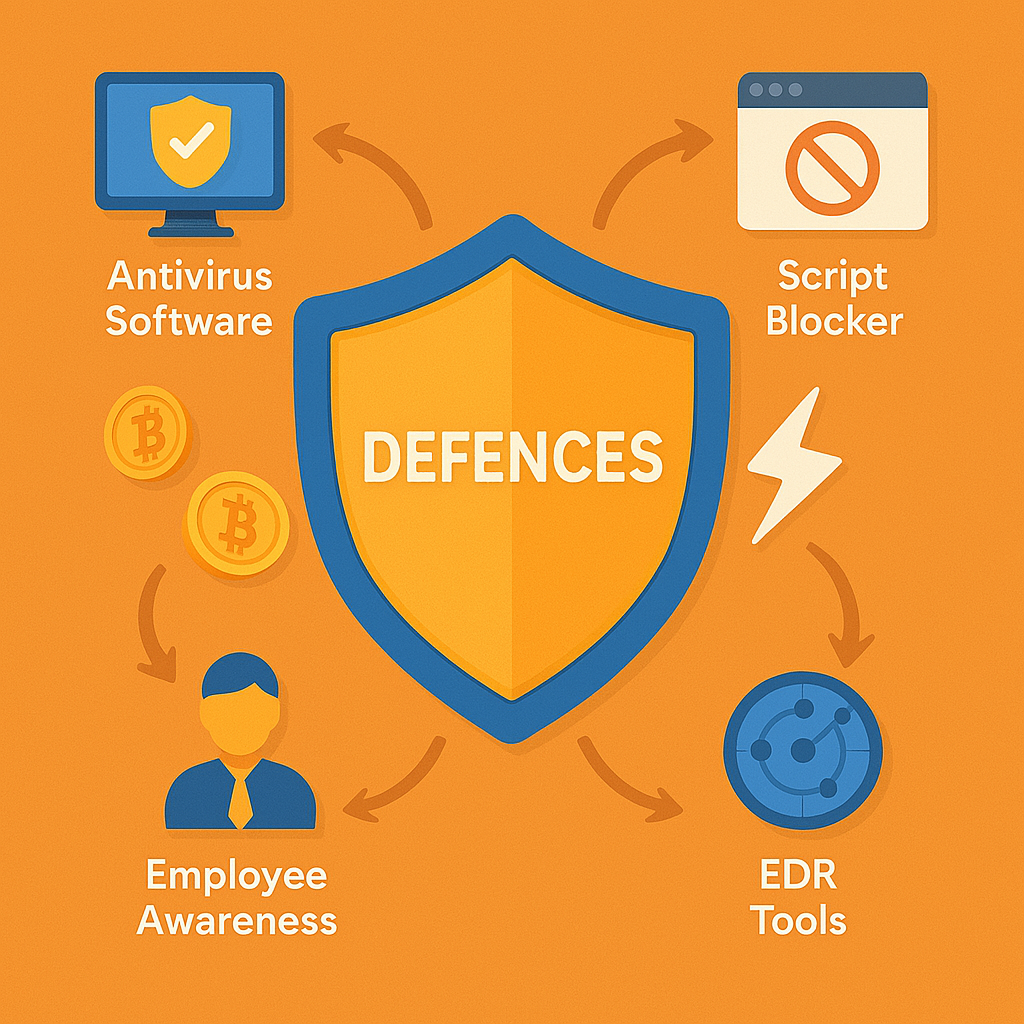 Antivirus
Software
Script
Blocker
DEFENCES
Employee
Awareness
EDR
Tools